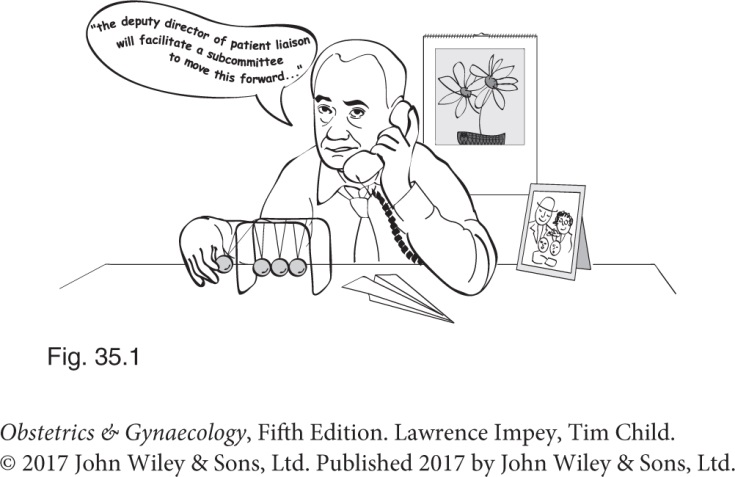 "the deputy director of patient liaison
will facilitate a subcommittee
to move this forward..."
Fig. 35.1
Obstetrics & Gynaecology, Fifth Edition. Lawrence Impey, Tim Child.
© 2017 John Wiley & Sons, Ltd. Published 2017 by John Wiley & Sons, Ltd.